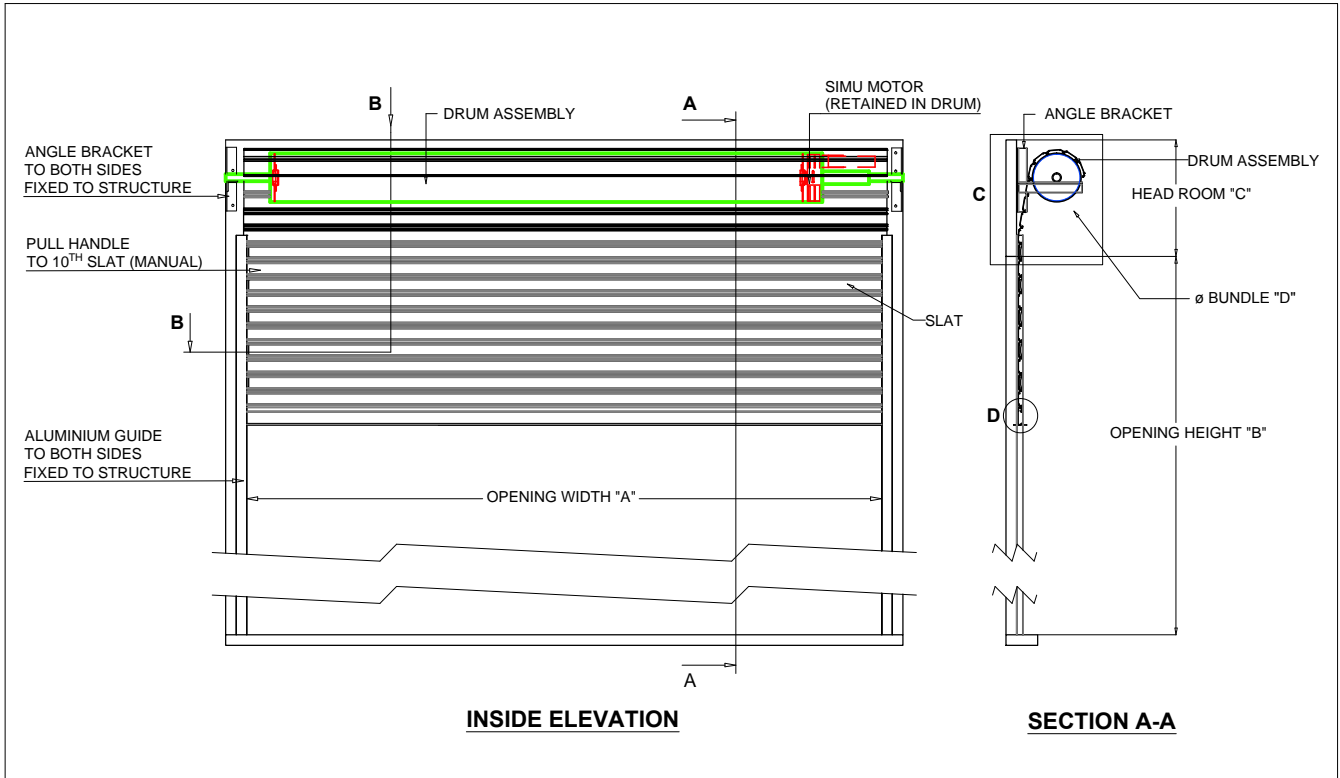 B
DRUM ASSEMBLY
A
SIMU MOTOR
(RETAINED IN DRUM)
ANGLE BRACKET
TO BOTH SIDES
FIXED TO STRUCTURE
PULL HANDLE
TO 10TH SLAT (MANUAL)
B
SLAT
ALUMINIUM GUIDE
TO BOTH SIDES
FIXED TO STRUCTURE
OPENING WIDTH "A"
A
INSIDE ELEVATION
ANGLE BRACKET
DRUM ASSEMBLY
C
HEAD ROOM "C"
ø BUNDLE "D"
D
OPENING HEIGHT "B"
SECTION A-A